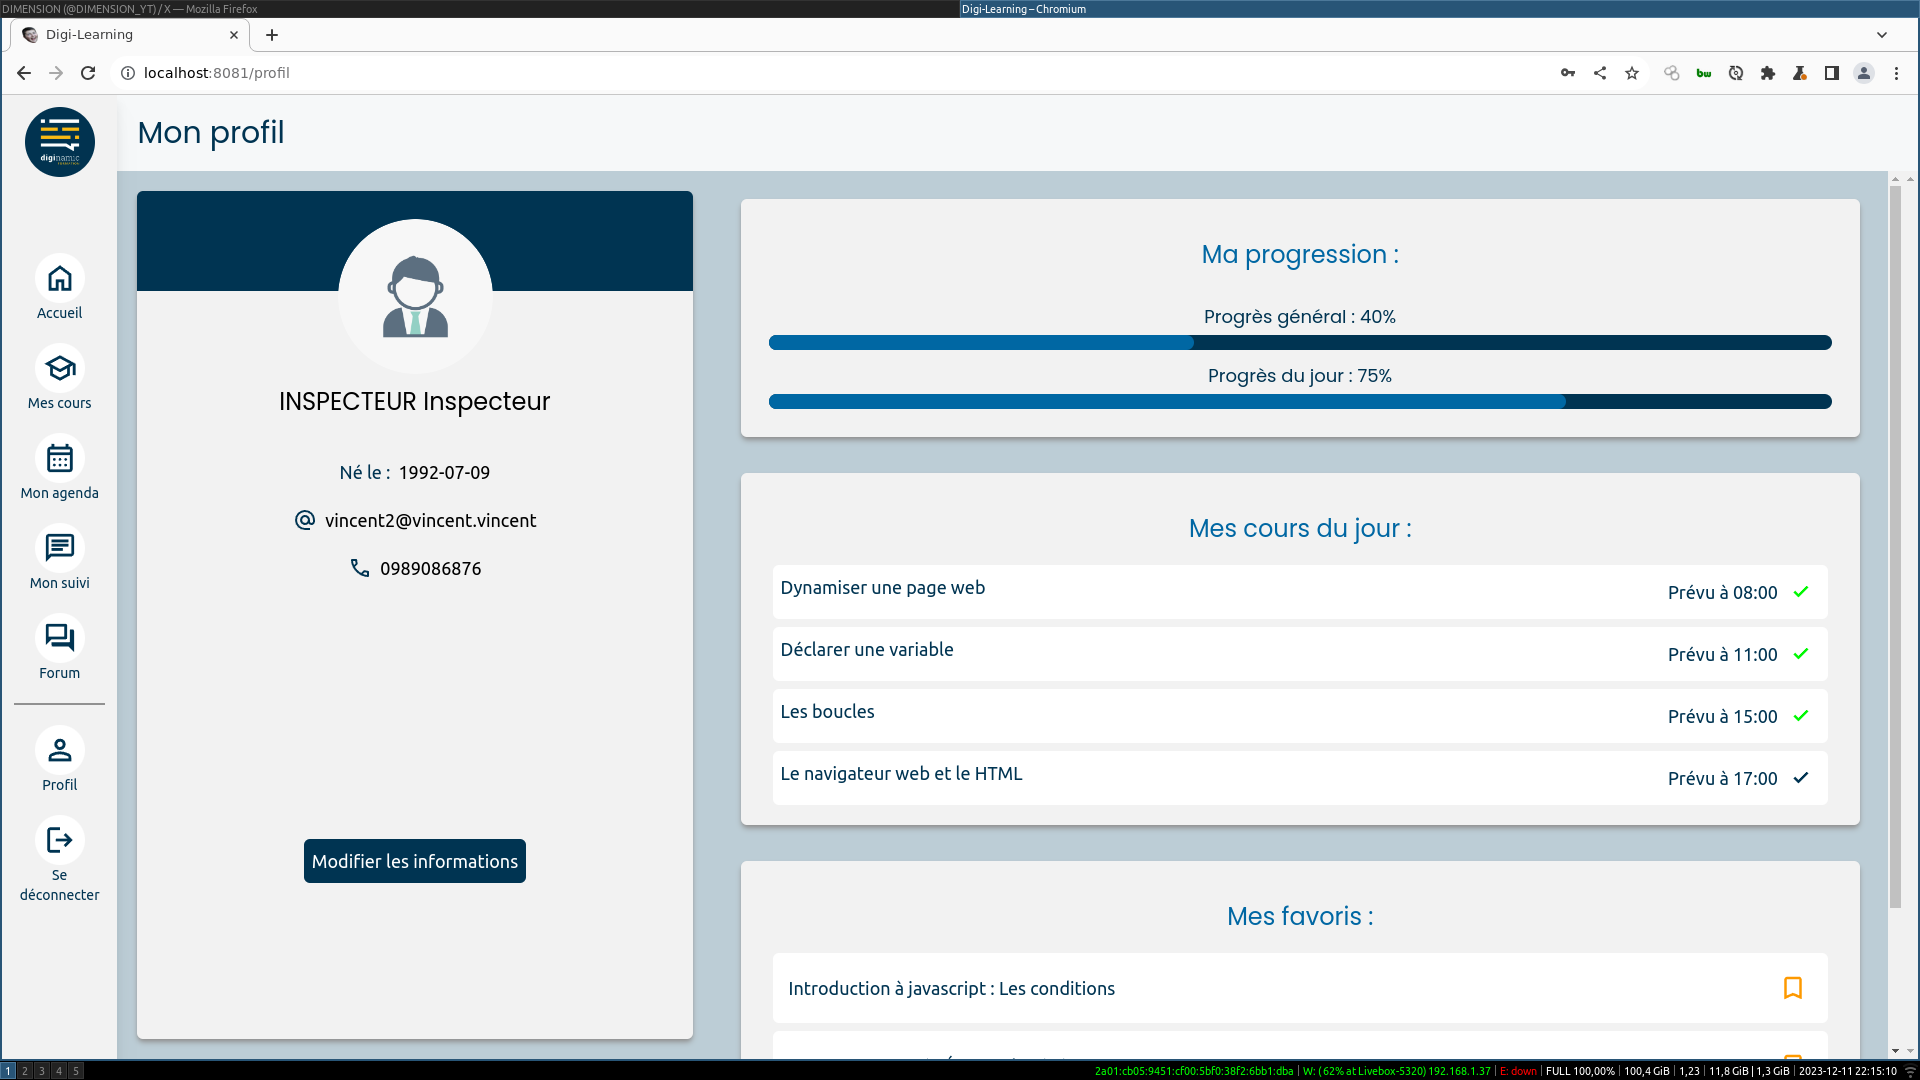 DIMENSION (@DIMENSION_YT) / X — Mozilla Firefox
Digi-Learning – Chromium
Digi-Learning
localhost:8081/profil
bw
diginamic
Mon profil
Accueil
Mes cours
Mon agenda
Mon suivi
Forum
Profil
Se
déconnecter
INSPECTEUR Inspecteur
Né le : 1992-07-09
vincent2@vincent.vincent
0989086876
Modifier les informations
Ma progression :
Progrès général : 40%
Progrès du jour : 75%
Mes cours du jour :
Dynamiser une page web
Prévu à 08:00
Déclarer une variable
Prévu à 11:00
Les boucles
Prévu à 15:00
Le navigateur web et le HTML
Prévu à 17:00
Mes favoris :
Introduction à javascript : Les conditions
1 2 3 4 5
2a01:cb05:9451:cf00:5bf0:38f2:6bb1:dba | W: ( 62% at Livebox-5320) 192.168.1.37 | E: down | FULL 100,00% | 100,4 GiB | 1,23 | 11,8 GiB | 1,3 GiB | 2023-12-11 22:15:10